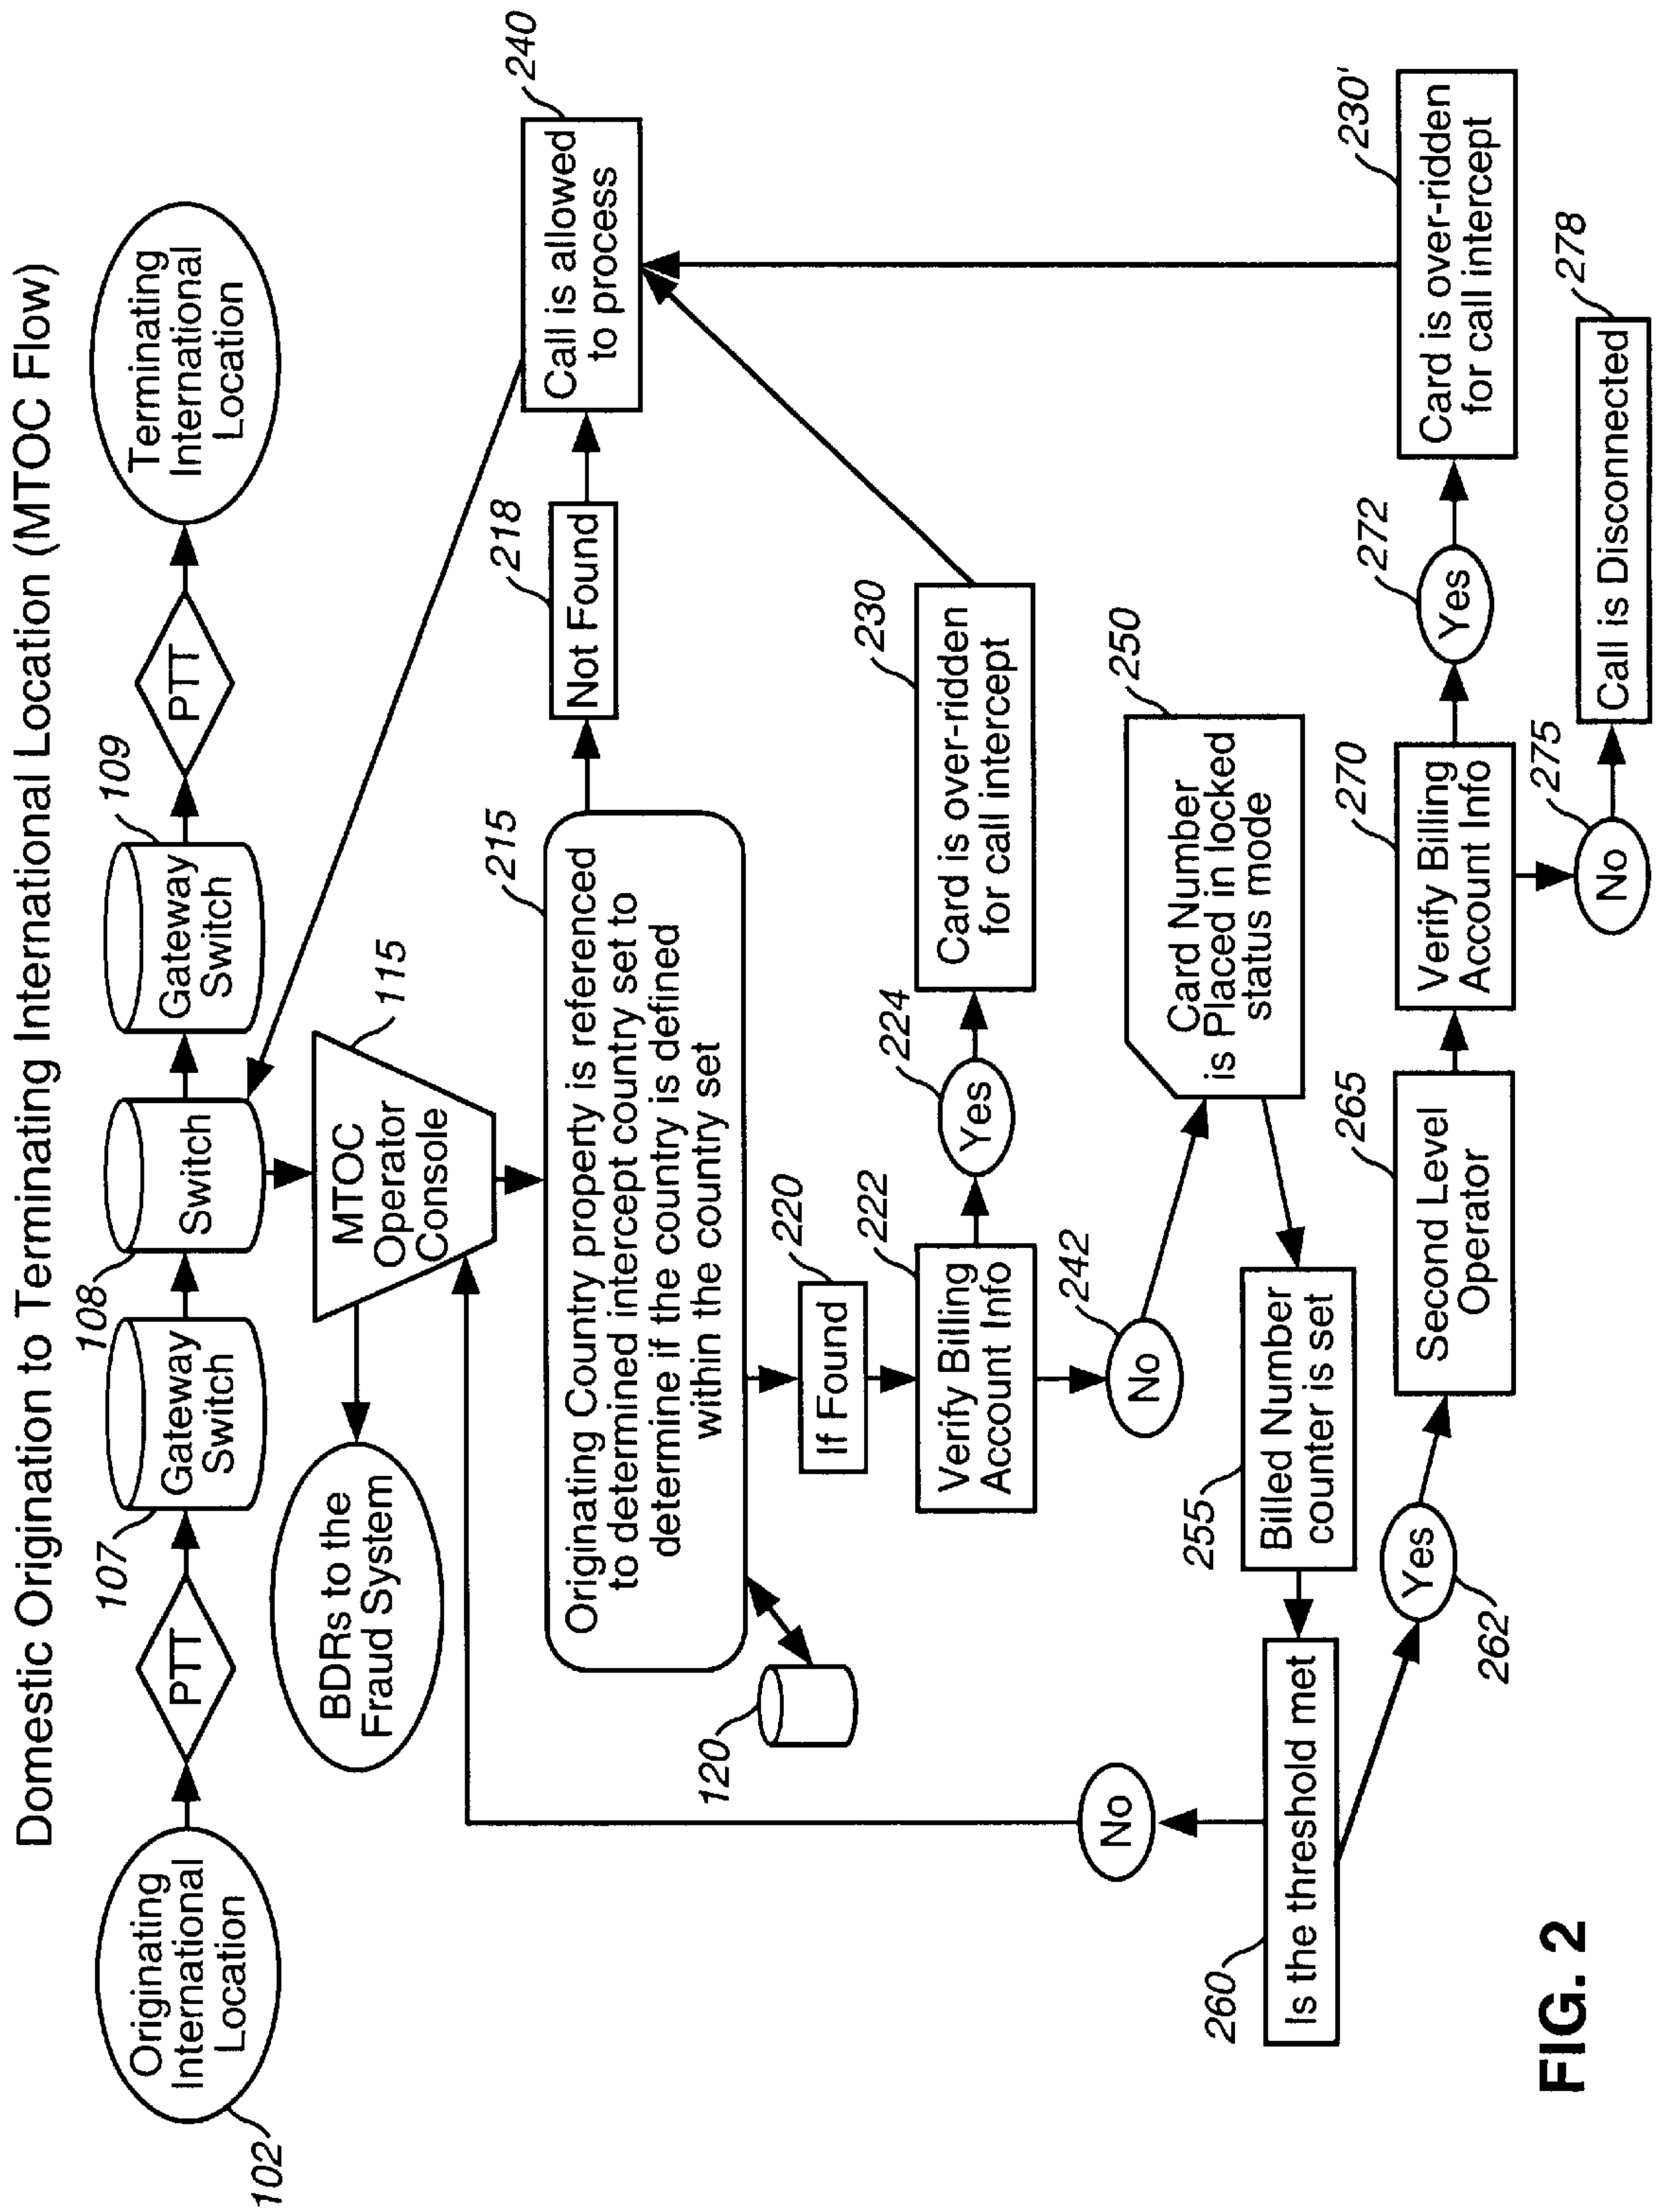 Domestic Origination to Terminating International Location (MTOC Flow)
Originating
International
Location
102
PTT
107
Gateway
Switch
108
Switch
109
Gateway
Switch
PTT
Terminating
International
Location
BDRs to the
Fraud System
MTOC
Operator
Console
115
Originating Country property is referenced
to determined intercept country set to
determine if the country is defined
within the country set
215
120
218
Not Found
240
Call is allowed
to process
220
If Found
222
Verify Billing
Account Info
224
Yes
230
Card is over-ridden
for call intercept
242
No
250
Card Number
is Placed in locked
status mode
255
Billed Number
counter is set
260
Is the threshold met
No
262
Yes
265
Second Level
Operator
270
Verify Billing
Account Info
272
Yes
230'
Card is over-ridden
for call intercept
275
No
278
Call is Disconnected
FIG. 2